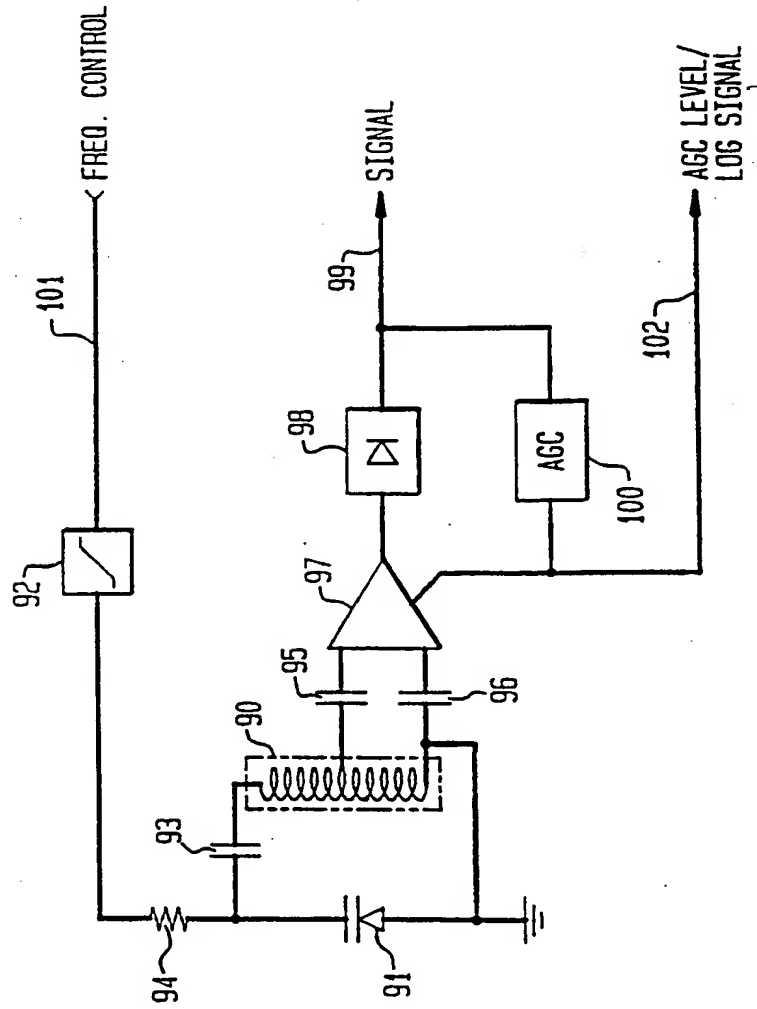 92
101
FREQ. CONTROL
94
93
90
95
97
98
99
SIGNAL
91
96
AGC
100
102
AGC LEVEL/
LOG SIGNAL